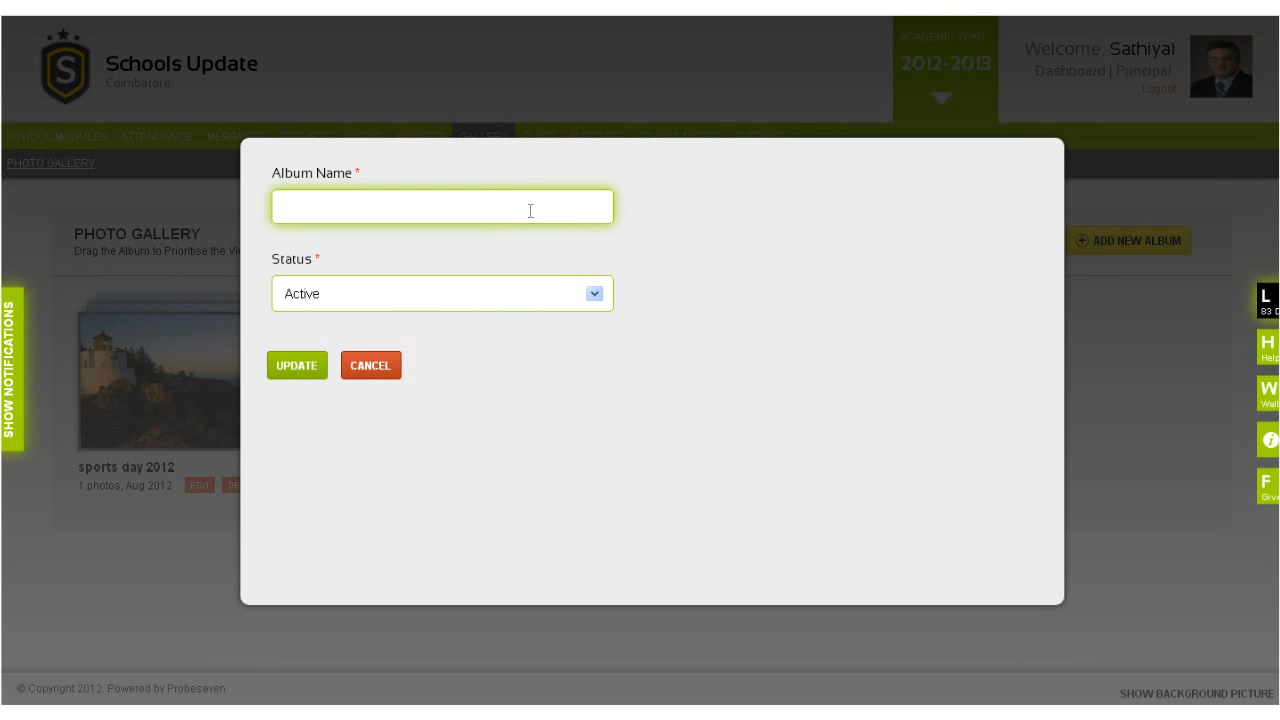 Schools Update
Coimbatore
ACADEMIC YEAR
2012-2013
Welcome, Sathiyal
Dashboard | Principal
Logout
SCHOOL MODULES ATTENDANCE GALLERY
PHOTO GALLERY
Album Name *
Status *
Active
UPDATE CANCEL
PHOTO GALLERY
Drag the Album to Prioritise the
ADD NEW ALBUM
SHOW NOTIFICATIONS
sports day 2012
1 photos, Aug 2012 EDIT
L
83
H
Help
W
i
F
© Copyright 2012. Powered by Probeseven
SHOW BACKGROUND PICTURE
S